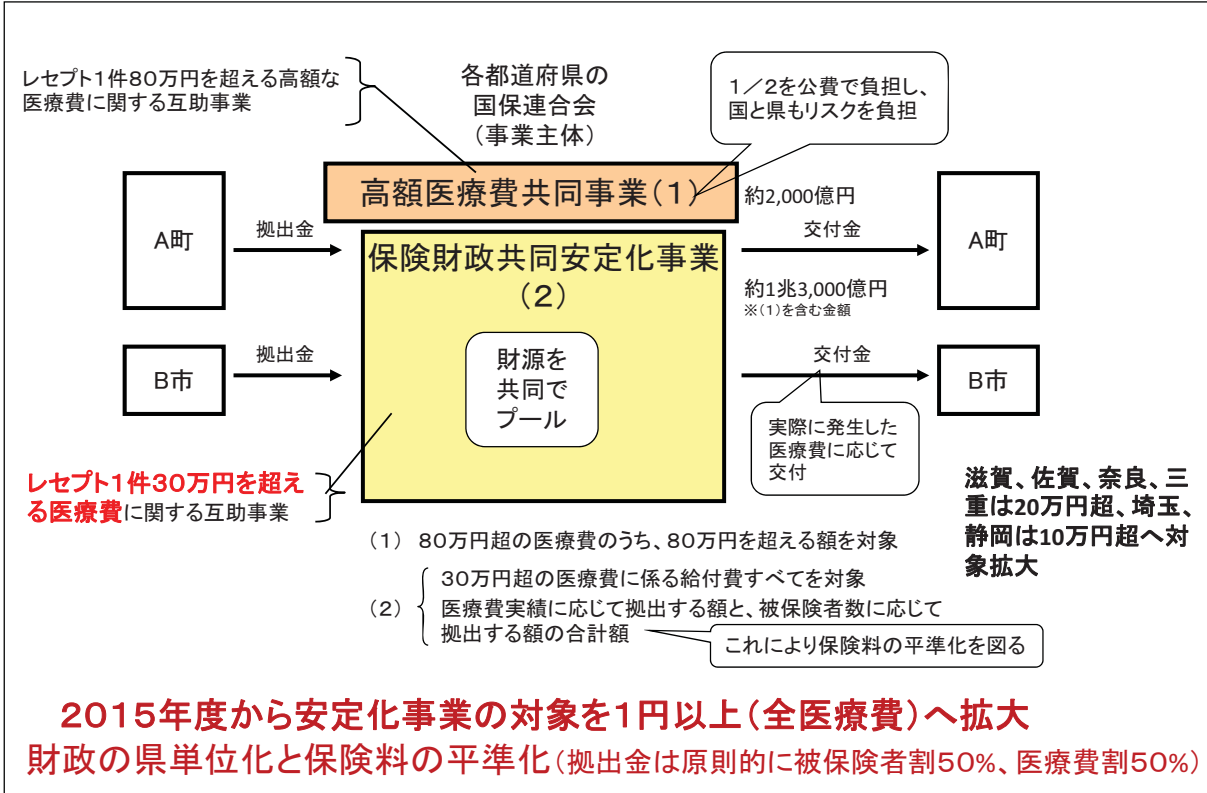 レセプト1件80万円を超える高額な
医療費に関する互助事業
各都道府県の
国保連合会
（事業主体）
1／2を公費で負担し、
国と県もリスクを負担
高額医療費共同事業（1）
約2,000億円
A町
拠出金
交付金
A町
保険財政共同安定化事業
（2）
約1兆3,000億円
※（1）を含む金額
B市
拠出金
財源を
共同で
プール
交付金
B市
実際に発生した
医療費に応じて
交付
レセプト1件30万円を超え
る医療費に関する互助事業
滋賀、佐賀、奈良、三
重は20万円超、埼玉、
静岡は10万円超へ対
象拡大
（1） 80万円超の医療費のうち、80万円を超える額を対象
（2）
30万円超の医療費に係る給付費すべてを対象
医療費実績に応じて拠出する額と、被保険者数に応じて
拠出する額の合計額
これにより保険料の平準化を図る
2015年度から安定化事業の対象を1円以上（全医療費）へ拡大
財政の県単位化と保険料の平準化（拠出金は原則的に被保険者割50%、医療費割50%）